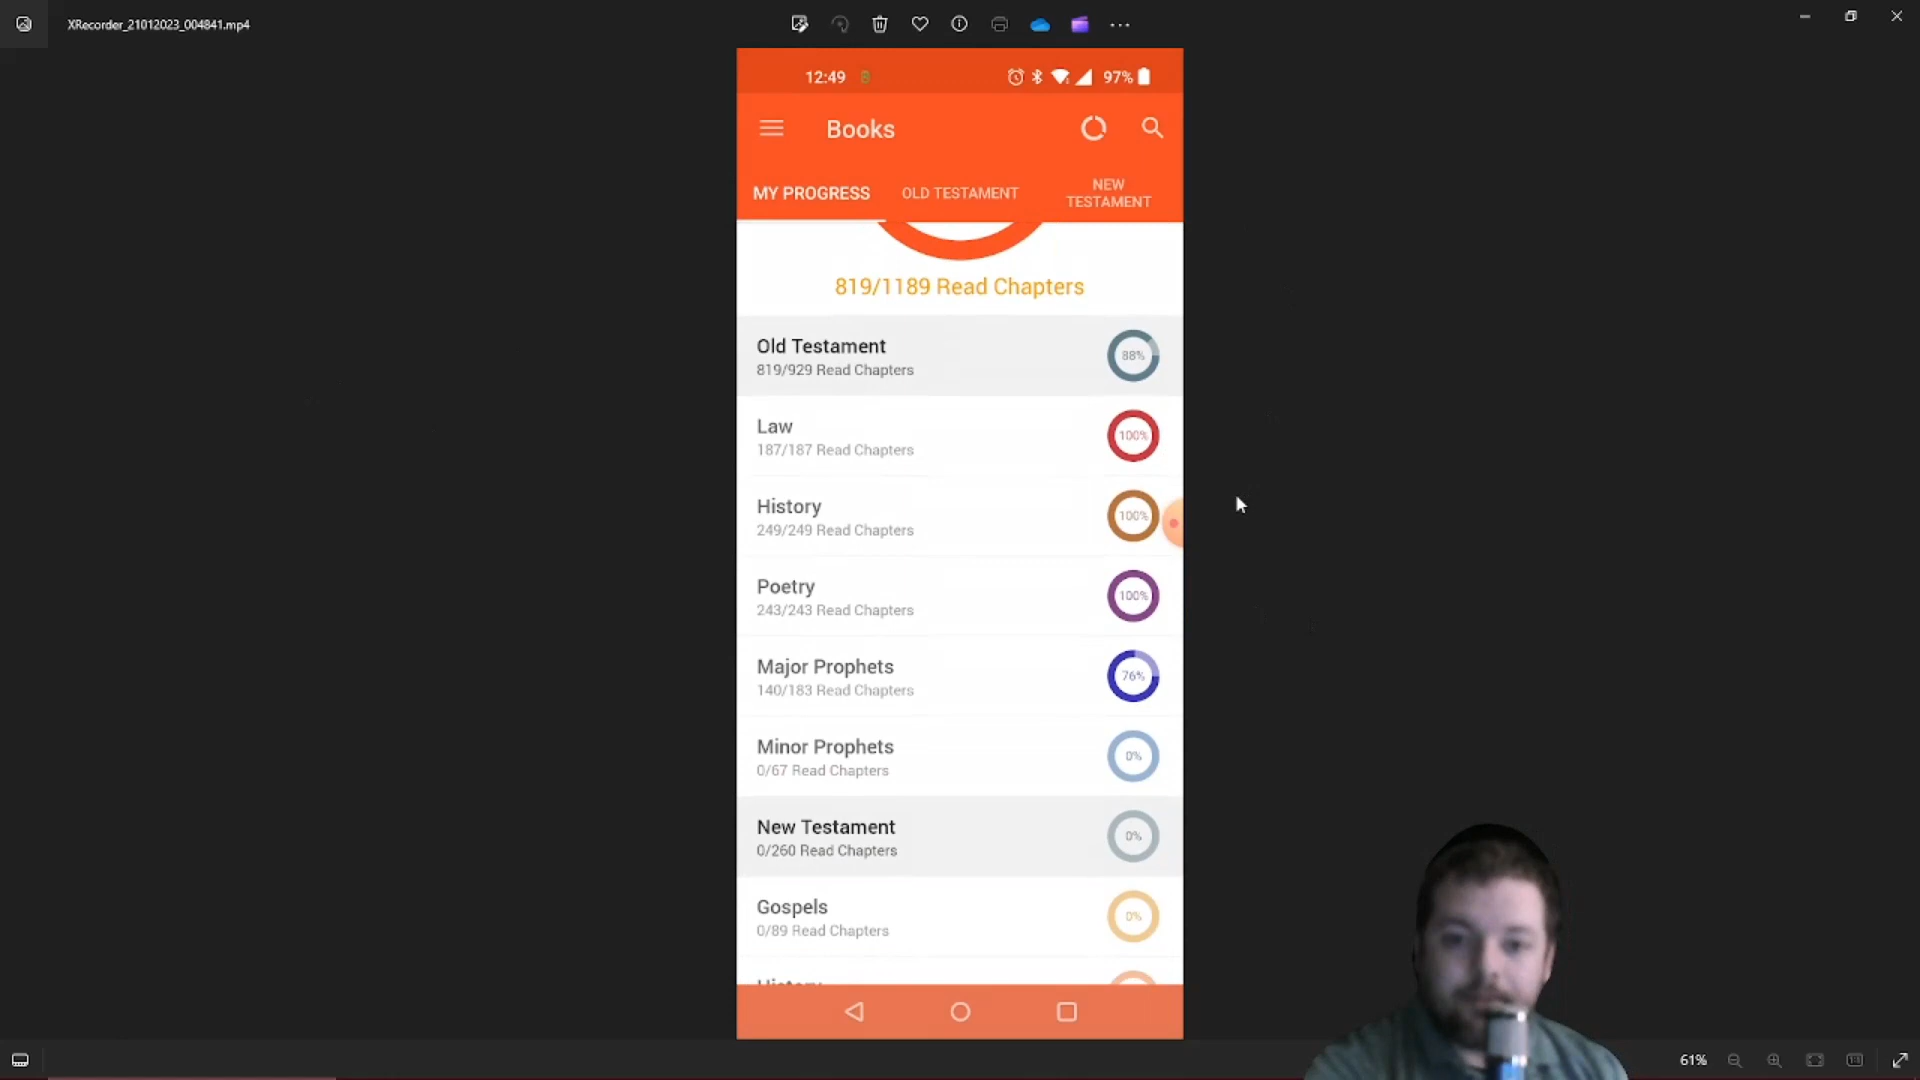 XRecorder_21012023_004841.mp4
12:49
97%
Books
MY PROGRESS
OLD TESTAMENT
NEW
TESTAMENT
819/1189 Read Chapters
Old Testament
819/929 Read Chapters
88%
Law
187/187 Read Chapters
100%
History
249/249 Read Chapters
100%
Poetry
243/243 Read Chapters
100%
Major Prophets
140/183 Read Chapters
76%
Minor Prophets
0/67 Read Chapters
0%
New Testament
0/260 Read Chapters
0%
Gospels
0/89 Read Chapters
0%
History
61%